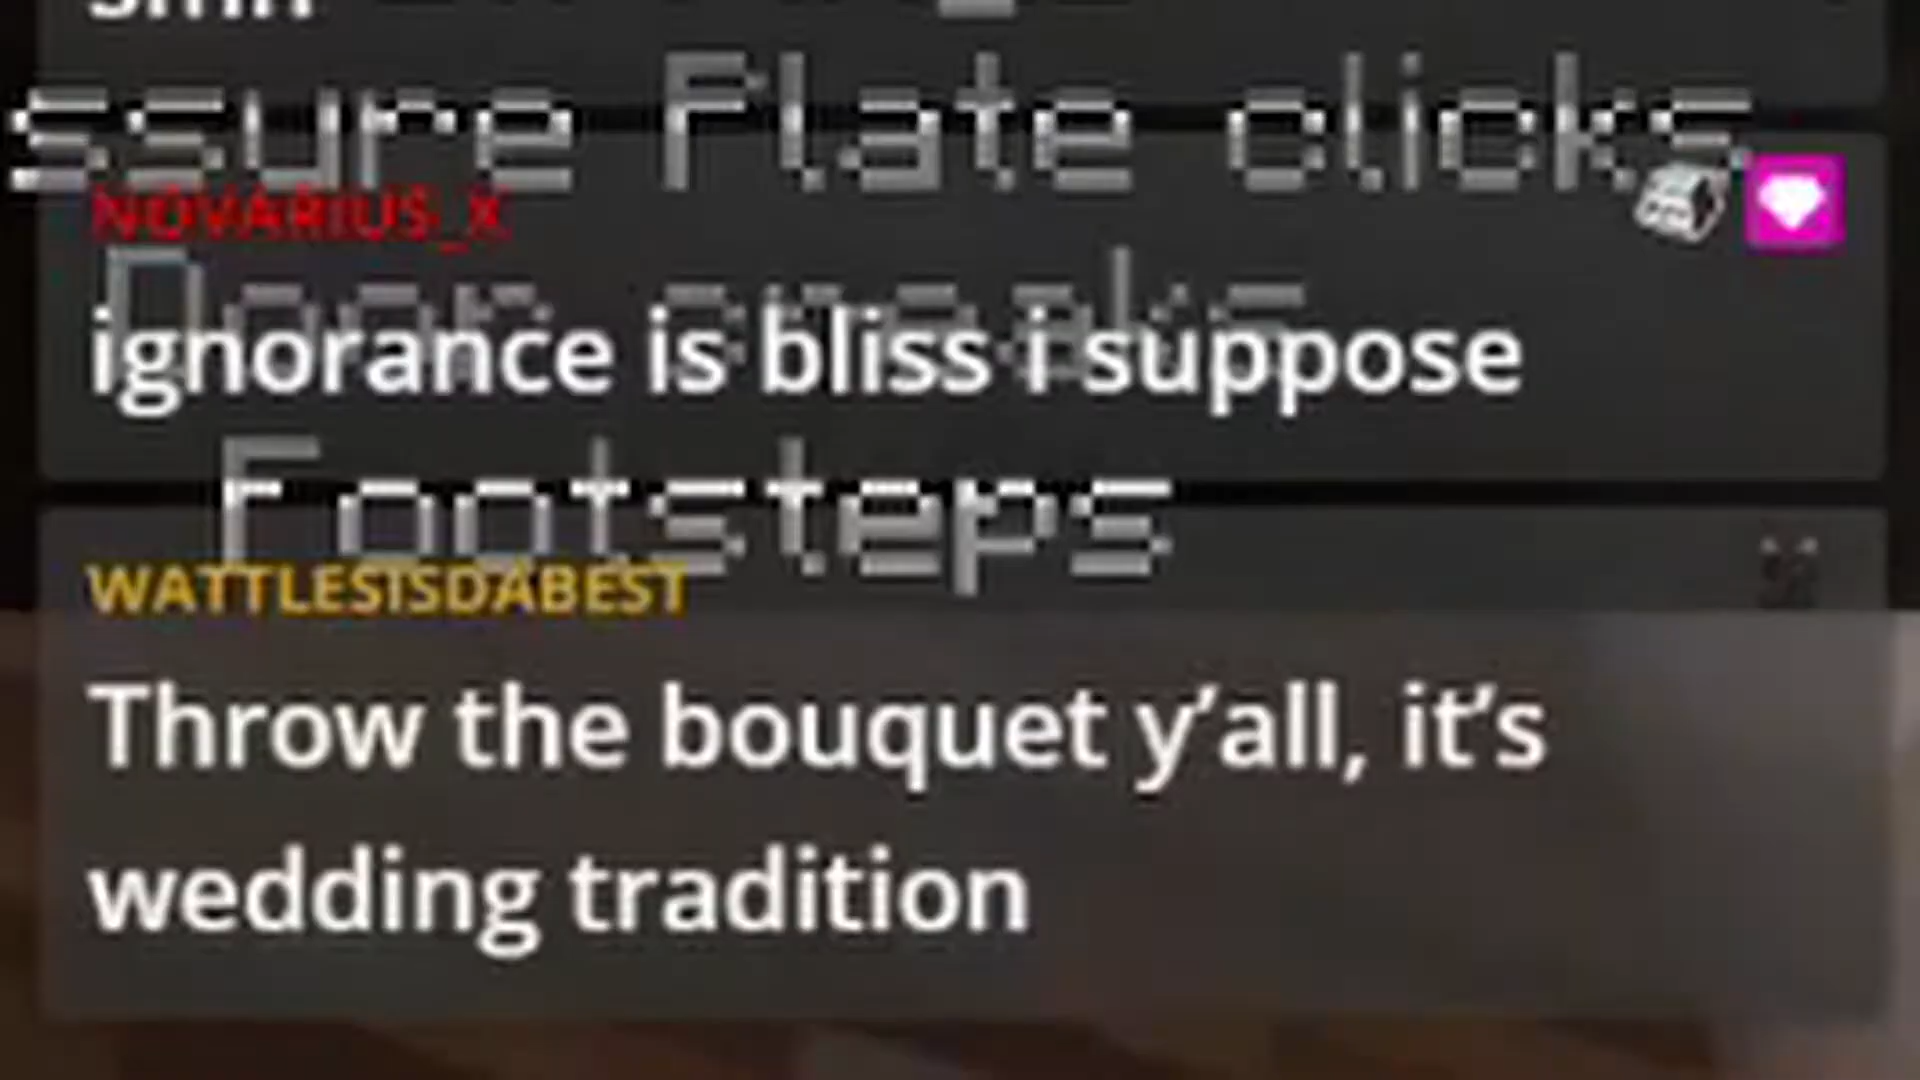 smh
ssure Plate clicks
NOVARIUS_X
Door creaks
ignorance is bliss i suppose
Footsteps
WATTLESISDABEST
Throw the bouquet y’all, it’s
wedding tradition